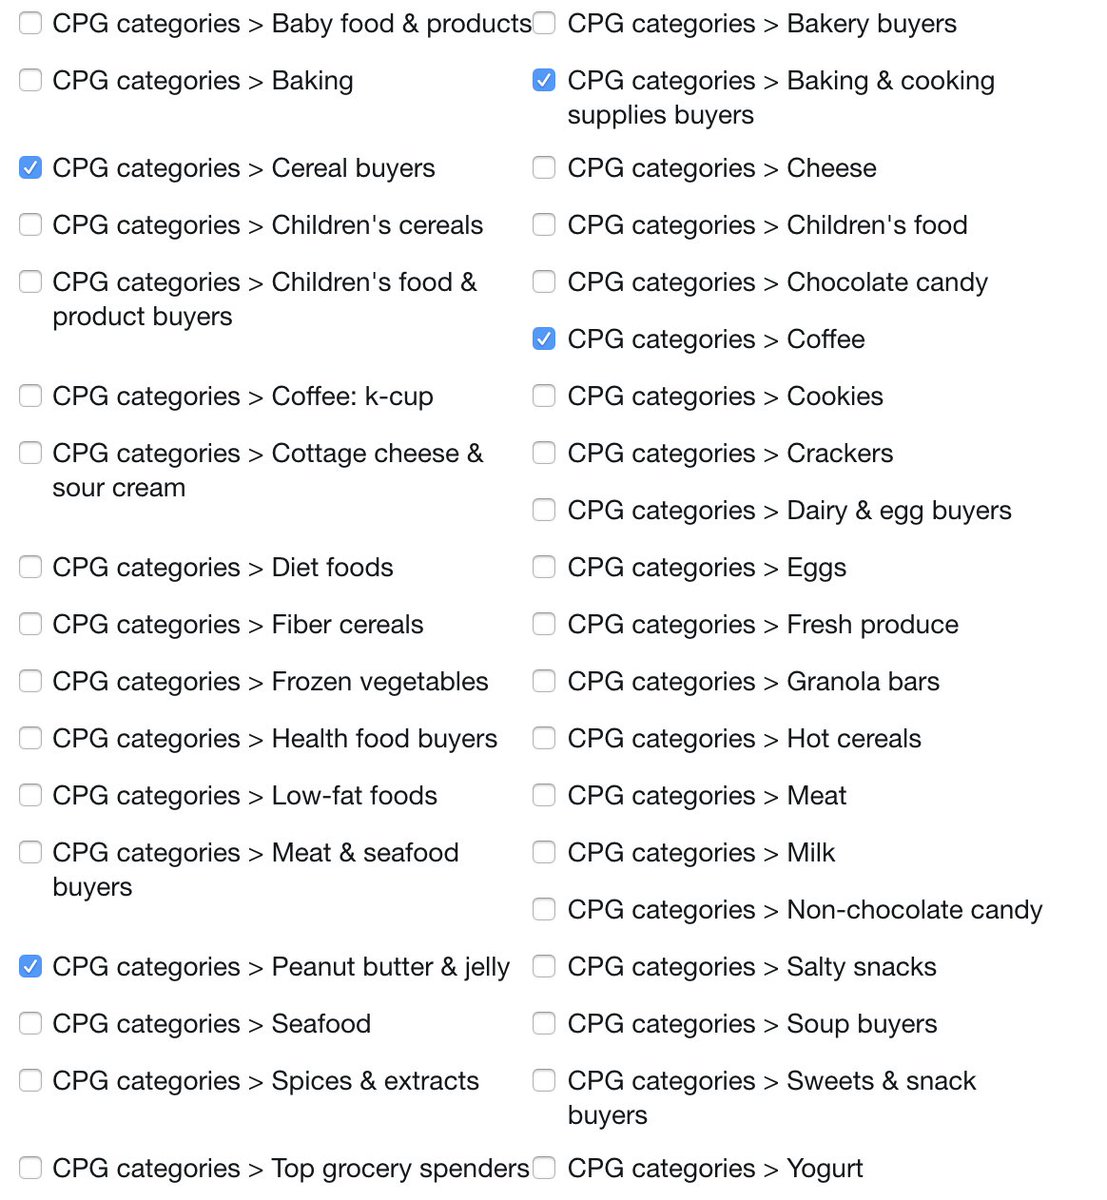 CPG categories > Baby food & products
CPG categories > Bakery buyers
CPG categories > Baking
CPG categories > Baking & cooking
supplies buyers
CPG categories > Cereal buyers
CPG categories > Cheese
CPG categories > Children's cereals
CPG categories > Children's food
CPG categories > Children's food &
product buyers
CPG categories > Chocolate candy
CPG categories > Coffee
CPG categories > Coffee: k-cup
CPG categories > Cookies
CPG categories > Cottage cheese &
sour cream
CPG categories > Crackers
CPG categories > Dairy & egg buyers
CPG categories > Diet foods
CPG categories > Eggs
CPG categories > Fiber cereals
CPG categories > Fresh produce
CPG categories > Frozen vegetables
CPG categories > Granola bars
CPG categories > Health food buyers
CPG categories > Hot cereals
CPG categories > Low-fat foods
CPG categories > Meat
CPG categories > Meat & seafood
buyers
CPG categories > Milk
CPG categories > Non-chocolate candy
CPG categories > Peanut butter & jelly
CPG categories > Salty snacks
CPG categories > Seafood
CPG categories > Soup buyers
CPG categories > Spices & extracts
CPG categories > Sweets & snack
buyers
CPG categories > Top grocery spenders
CPG categories > Yogurt